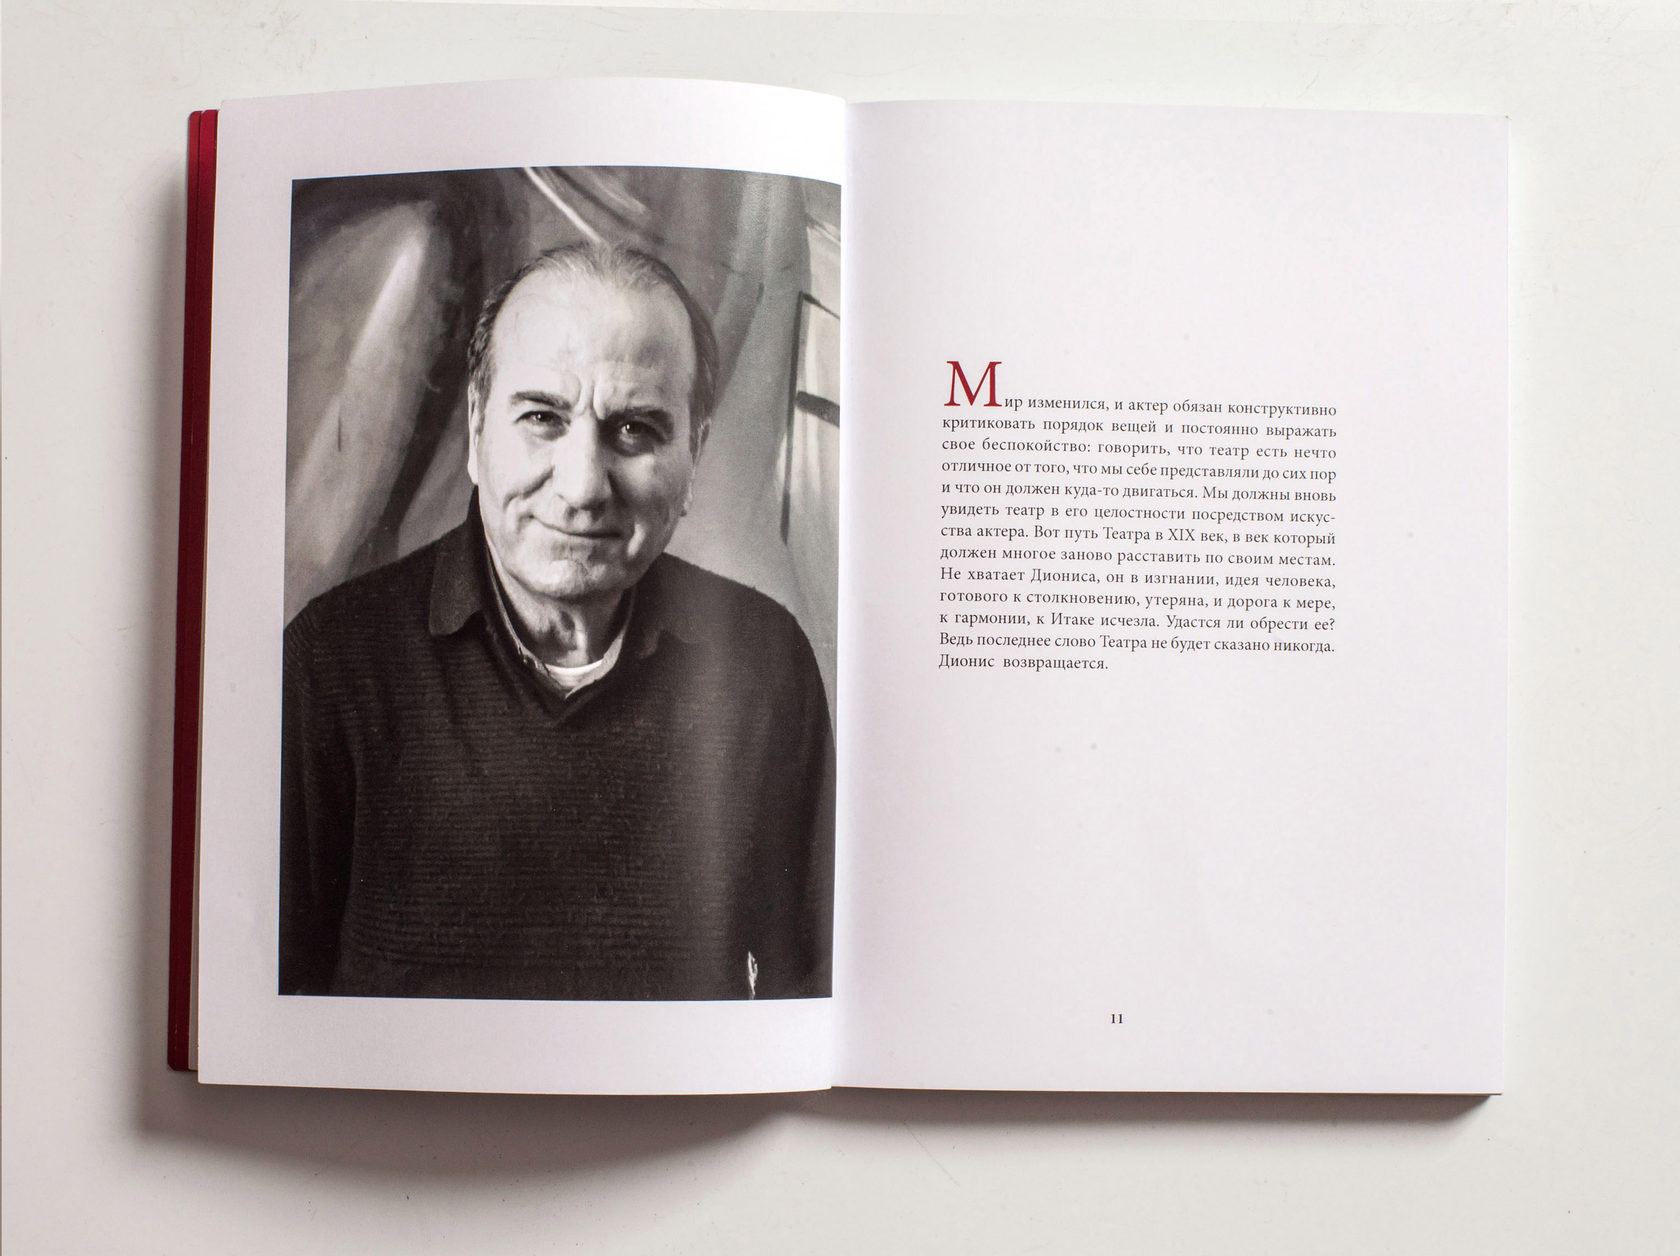 Мир изменился, и актер обязан конструктивно
критиковать порядок вещей и постоянно выражать
свое беспокойство: говорить, что театр есть нечто
отличное от того, что мы себе представляли до сих пор
и что он должен куда-то двигаться. Мы должны вновь
увидеть театр в его целостности посредством искус-
ства актера. Вот путь Театра в XIX век, в век который
должен многое заново расставить по своим местам.
Не хватает Диониса, он в изгнании, идея человека,
готового к столкновению, утеряна, и дорога к мере,
к гармонии, к Итаке исчезла. Удастся ли обрести ее?
Ведь последнее слово Театра не будет сказано никогда.
Дионис возвращается.
11